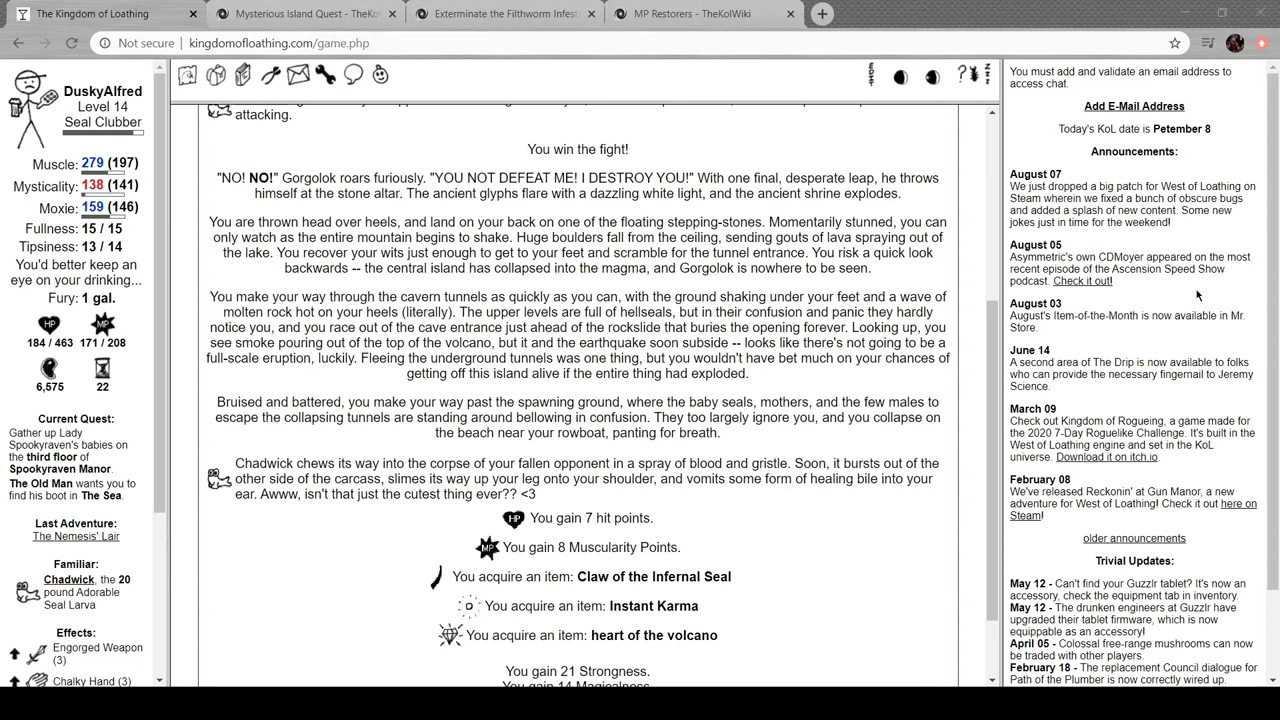 The Kingdom of Loathing
Mysterious Island Quest - TheKol
Exterminate the Filthworm Infest
MP Restorers - TheKolWiki
Not secure
kingdomofloathing.com/game.php
DuskyAlfred
Level 14
Seal Clubber
Muscle: 279 (197)
Mysticality: 138 (141)
Moxie: 159 (146)
Fullness: 15 / 15
Tipsiness: 13 / 14
You'd better keep an
eye on your drinking...
Fury: 1 gal.
HP
MP
184 / 463
171 / 208
6,575
22
Current Quest:
Gather up Lady
Spookyraven's babies on
the third floor of
Spookyraven Manor.
The Old Man wants you to
find his boot in The Sea.
Last Adventure:
The Nemesis' Lair
Familiar:
Chadwick, the 20
pound Adorable
Seal Larva
Effects:
Engorged Weapon
(3)
Chalky Hand (3)
attacking.
You win the fight!
"NO! NO!" Gorgolok roars furiously. "YOU NOT DEFEAT ME! I DESTROY YOU!" With one final, desperate leap, he throws
himself at the stone altar. The ancient glyphs flare with a dazzling white light, and the ancient shrine explodes.
You are thrown head over heels, and land on your back on one of the floating stepping-stones. Momentarily stunned, you
can only watch as the entire mountain begins to shake. Huge boulders fall from the ceiling, sending gouts of lava spraying out of
the lake. You recover your wits just enough to get to your feet and scramble for the tunnel entrance. You risk a quick look
backwards -- the central island has collapsed into the magma, and Gorgolok is nowhere to be seen.
You make your way through the cavern tunnels as quickly as you can, with the ground shaking under your feet and a wave of
molten rock hot on your heels (literally). The upper levels are full of hellseals, but in their confusion and panic they hardly
notice you, and you race out of the cave entrance just ahead of the rockslide that buries the opening forever. Looking up, you
see smoke pouring out of the top of the volcano, but it and the earthquake soon subside -- looks like there's not going to be a
full-scale eruption, luckily. Fleeing the underground tunnels was one thing, but you wouldn't have bet much on your chances of
getting off this island alive if the entire thing had exploded.
Bruised and battered, you make your way past the spawning ground, where the baby seals, mothers, and the few males to
escape the collapsing tunnels are standing around bellowing in confusion. They too largely ignore you, and you collapse on
the beach near your rowboat, panting for breath.
Chadwick chews its way into the corpse of your fallen opponent in a spray of blood and gristle. Soon, it bursts out of the
other side of the carcass, slimes its way up your leg onto your shoulder, and vomits some form of healing bile into your
ear. Awww, isn't that just the cutest thing ever?? <3
HP You gain 7 hit points.
MP You gain 8 Muscularity Points.
You acquire an item: Claw of the Infernal Seal
You acquire an item: Instant Karma
You acquire an item: heart of the volcano
You gain 21 Strongness.
You gain 14 Magicalness.
You must add and validate an email address to
access chat.
Add E-Mail Address
Today's KoL date is Petember 8
Announcements:
August 07
We just dropped a big patch for West of Loathing on
Steam wherein we fixed a bunch of obscure bugs
and added a splash of new content. Some new
jokes just in time for the weekend!
August 05
Asymmetric's own CDMoyer appeared on the most
recent episode of the Ascension Speed Show
podcast. Check it out!
August 03
August's Item-of-the-Month is now available in Mr.
Store.
June 14
A second area of The Drip is now available to folks
who can provide the necessary fingernail to Jeremy
Science.
March 09
Check out Kingdom of Rogueing, a game made for
the 2020 7-Day Roguelike Challenge. It's built in the
West of Loathing engine and set in the KoL
universe. Download it on itch.io.
February 08
We've released Reckonin' at Gun Manor, a new
adventure for West of Loathing! Check it out here on
Steam!
older announcements
Trivial Updates:
May 12 - Can't find your Guzzlr tablet? It's now an
accessory, check the equipment tab in inventory.
May 12 - The drunken engineers at Guzzlr have
upgraded their tablet firmware, which is now
equippable as an accessory!
April 05 - Colossal free-range mushrooms can now
be traded with other players.
February 18 - The replacement Council dialogue for
Path of the Plumber is now correctly wired up.